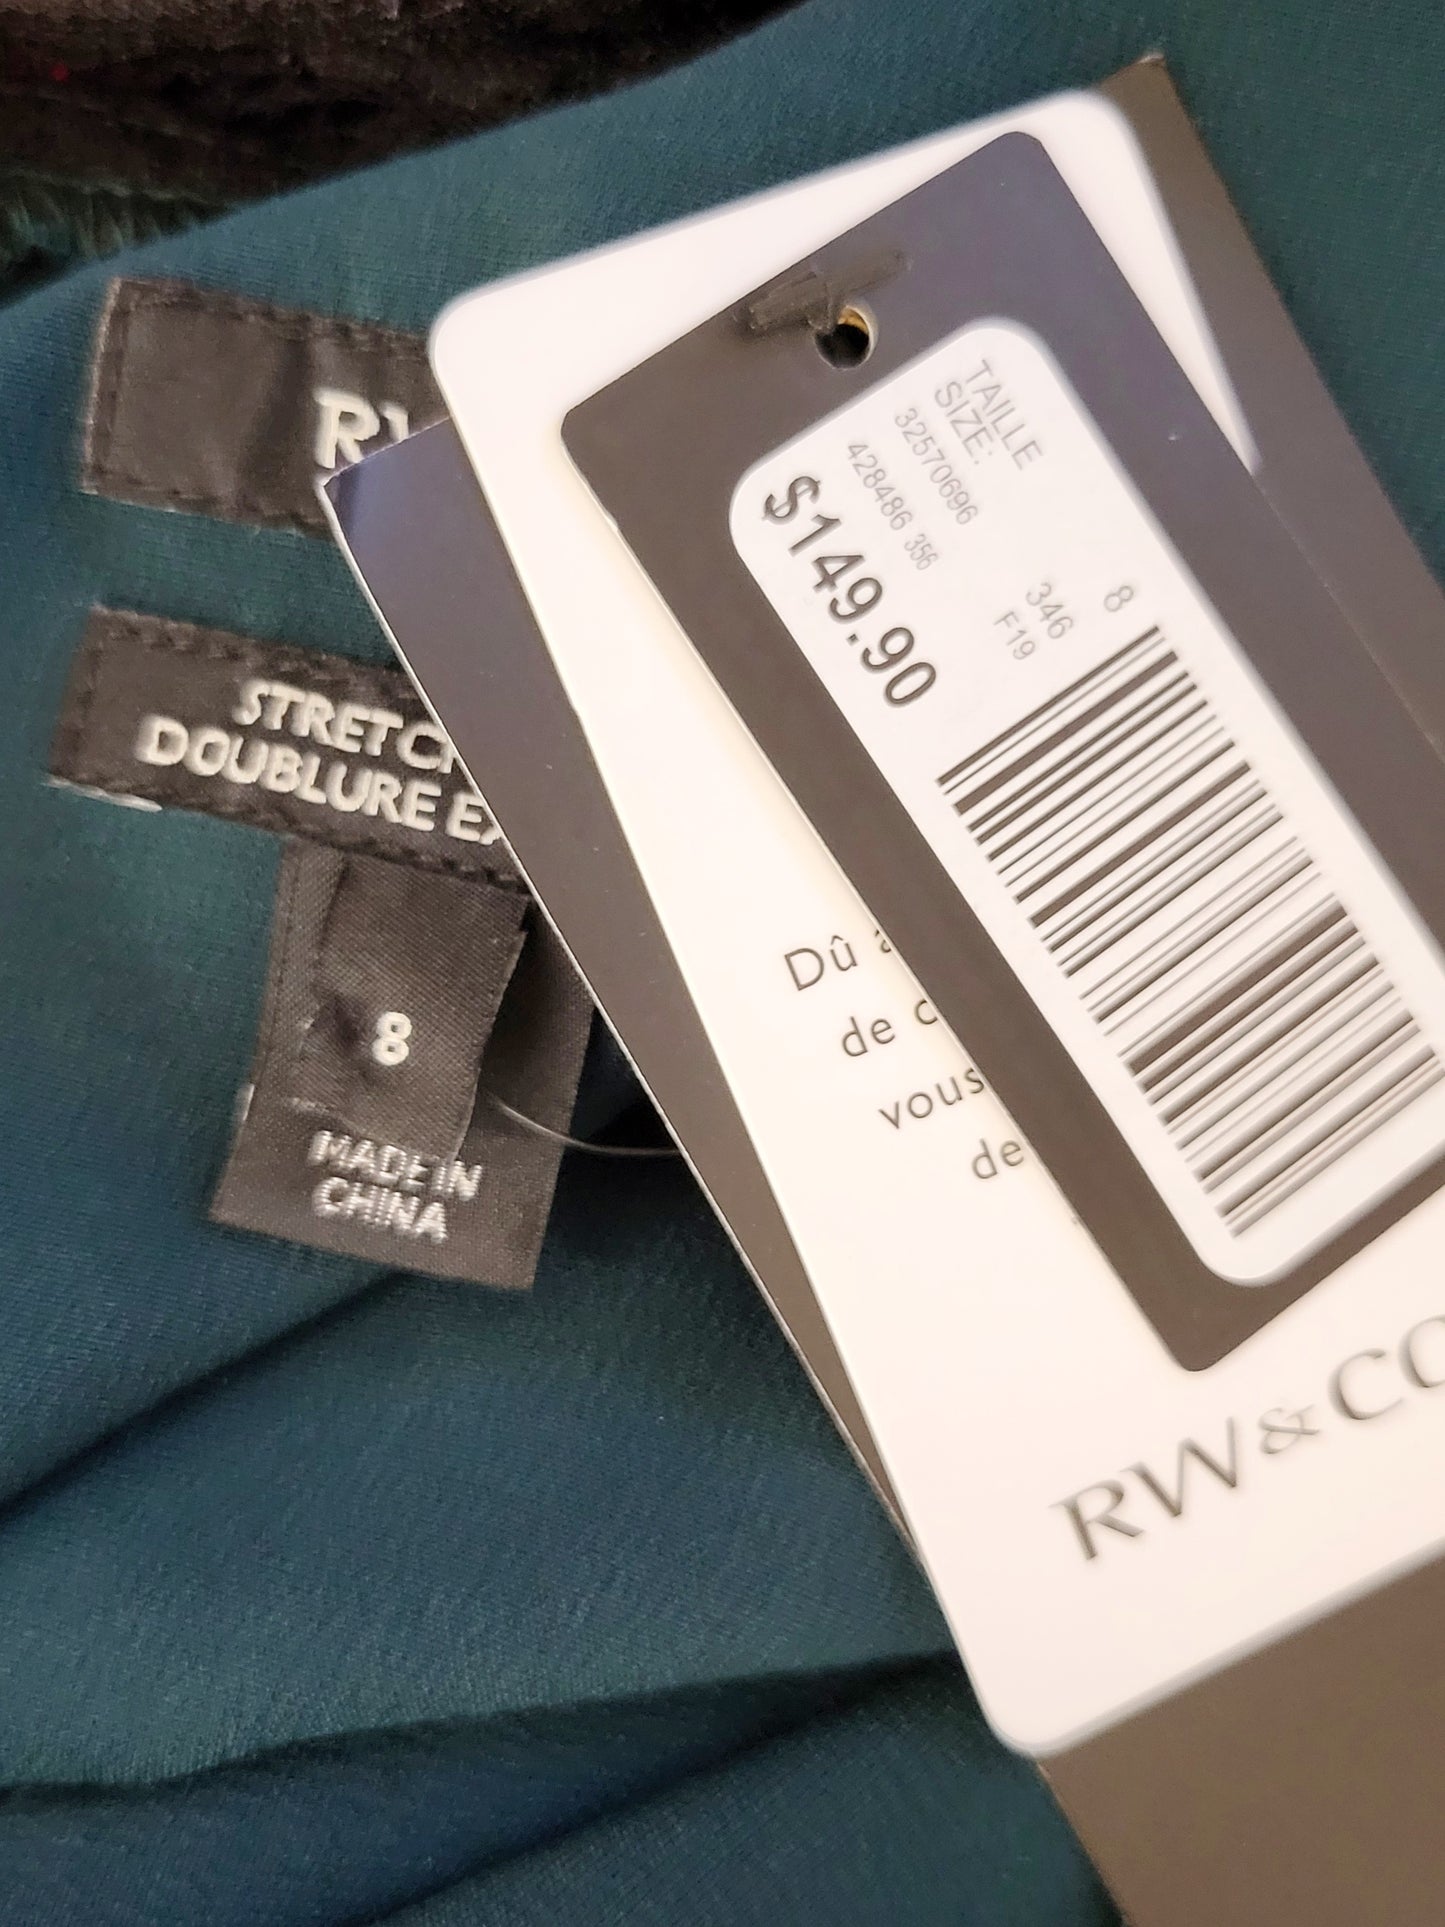 STRETCH
DOUBLURE
8
MADE IN
CHINA
TAILLE
SIZE:
8
32570696
346
428486 356
F19
$149.90
Dû
de
vous
de
RW&CO